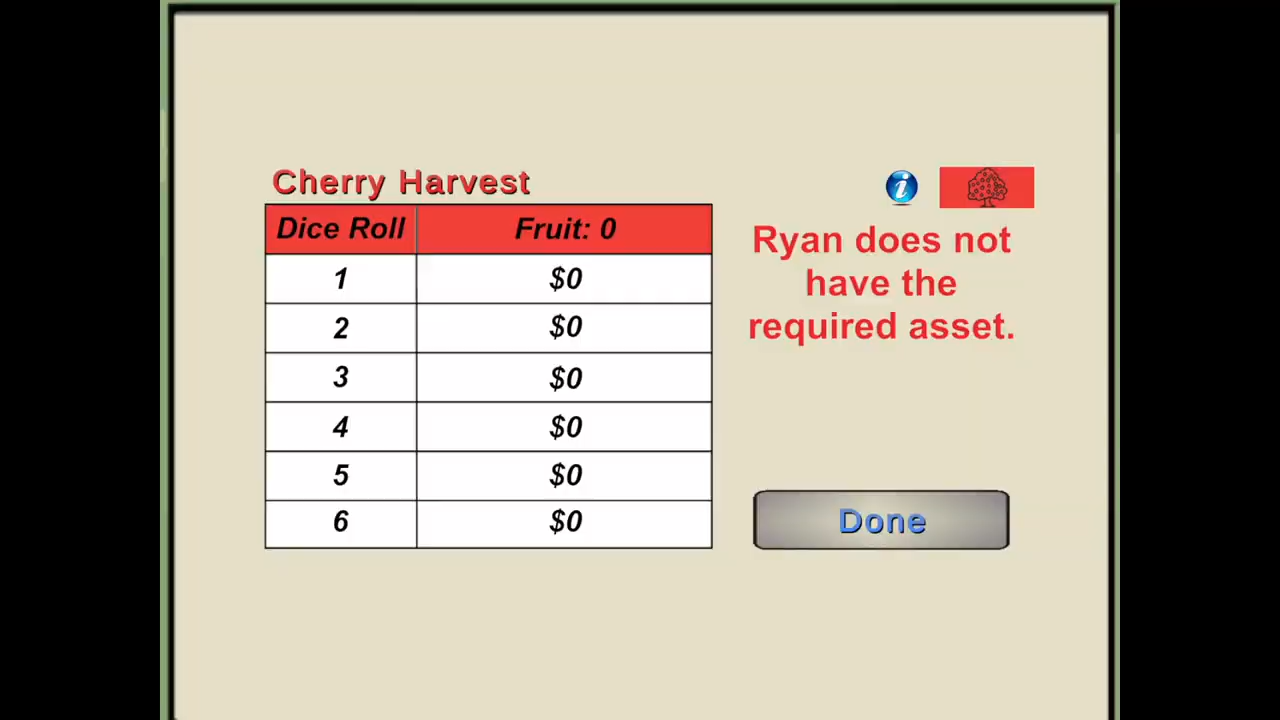 Cherry Harvest
Dice Roll Fruit: 0
1 $0
2 $0
3 $0
4 $0
5 $0
6 $0
i
Ryan does not
have the
required asset.
Done